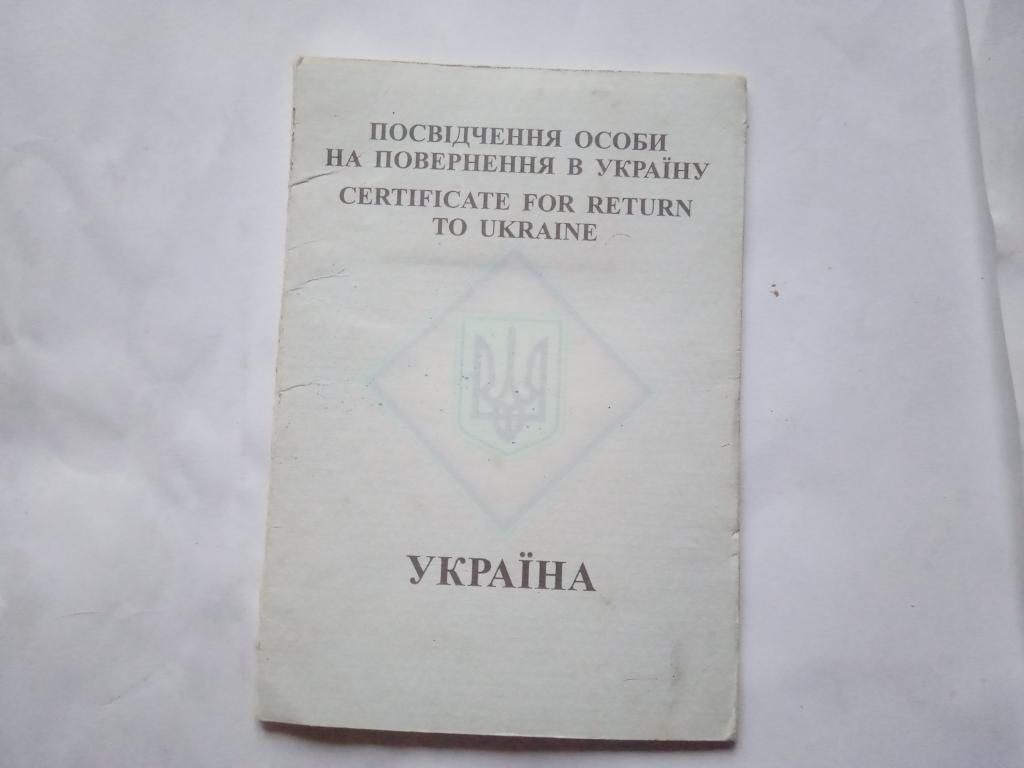 ПОСВІДЧЕННЯ ОСОБИ
НА ПОВЕРНЕННЯ В УКРАЇНУ
CERTIFICATE FOR RETURN
TO UKRAINE
УКРАЇНА